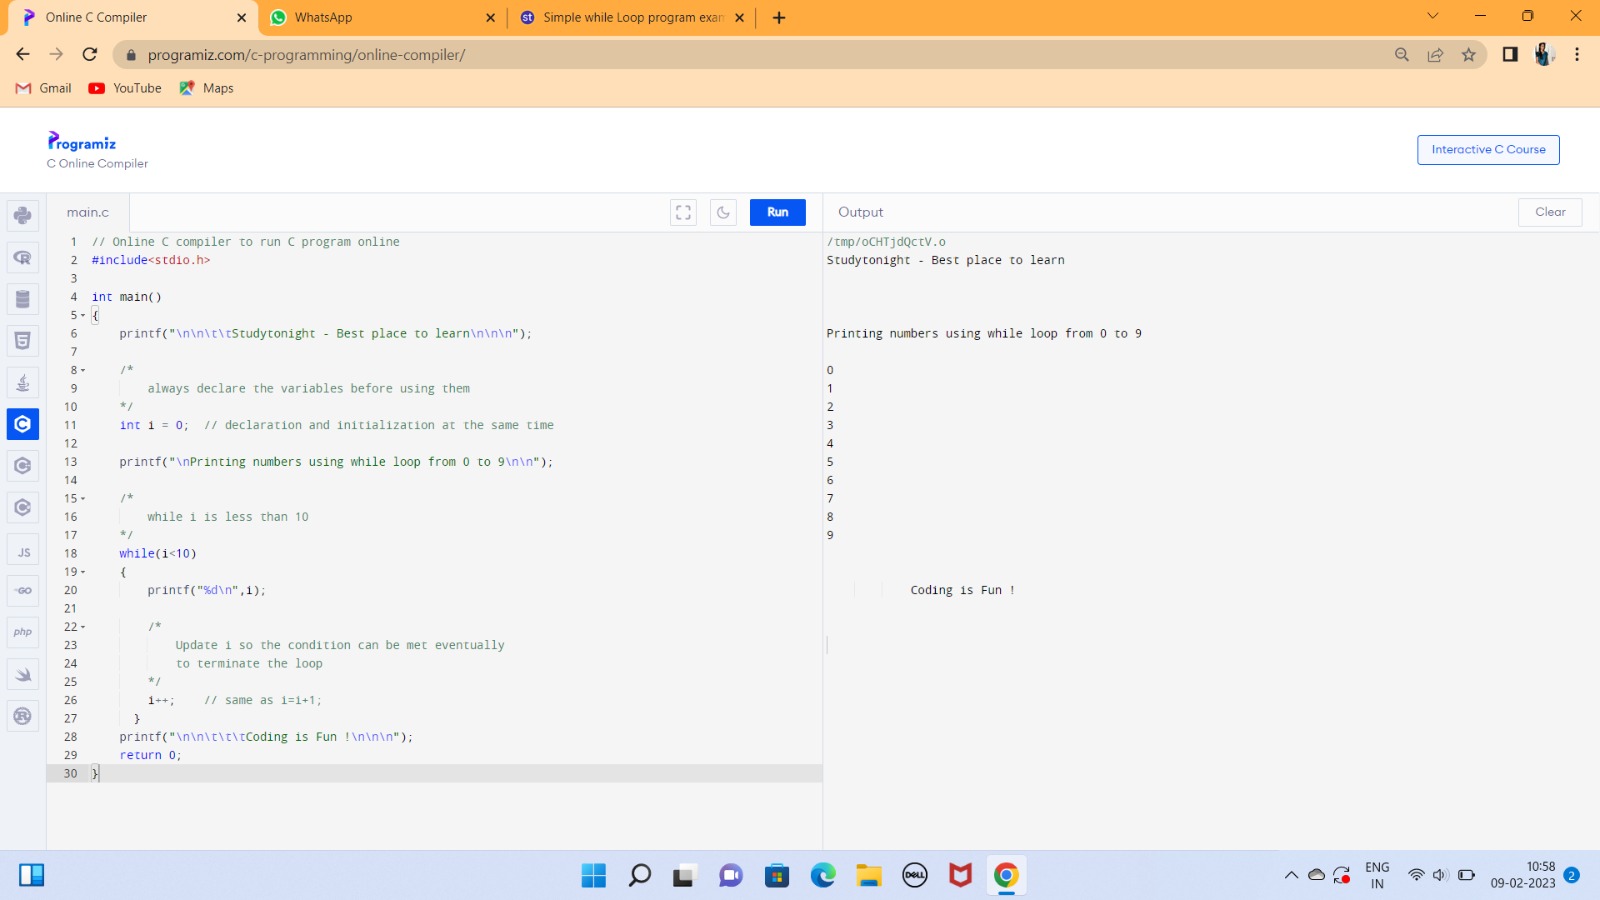 Online C Compiler
WhatsApp
Simple while Loop program exam
programiz.com/c-programming/online-compiler/
Gmail
YouTube
Maps
Programiz
C Online Compiler
Interactive C Course
main.c
Run
Output
Clear
1 // Online C compiler to run C program online
2 #include<stdio.h>
3
4 int main()
5 {
6     printf("\n\n\t\tStudytonight - Best place to learn\n\n\n");
7
8     /*
9         always declare the variables before using them
10     */
11     int i = 0;  // declaration and initialization at the same time
12
13     printf("\nPrinting numbers using while loop from 0 to 9\n\n");
14
15     /*
16         while i is less than 10
17     */
18     while(i<10)
19     {
20         printf("%d\n",i);
21
22         /*
23             Update i so the condition can be met eventually
24             to terminate the loop
25         */
26         i++;    // same as i=i+1;
27       }
28     printf("\n\n\t\t\tCoding is Fun !\n\n\n");
29     return 0;
30 }
/tmp/oCHTjdQctV.o
Studytonight - Best place to learn
Printing numbers using while loop from 0 to 9
0
1
2
3
4
5
6
7
8
9
Coding is Fun !
JS
GO
php
DELL
ENG
IN
10:58
09-02-2023
2